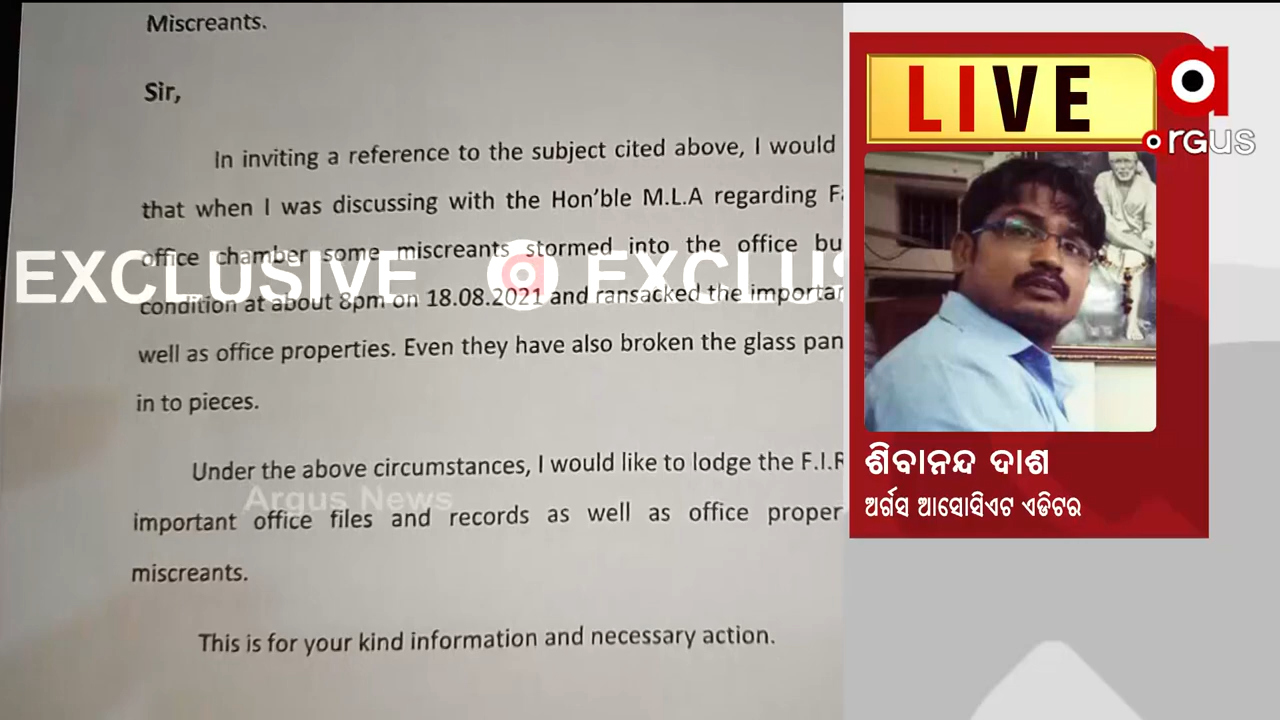 Miscreants.
Sir,
In inviting a reference to the subject cited above, I would
that when I was discussing with the Hon’ble M.L.A regarding
office chamber some miscreants stormed into the office
condition at about 8pm on 18.08.2021 and ransacked the
well as office properties. Even they have also broken the glass
in to pieces.
Under the above circumstances, I would like to lodge the
important office files and records as well as office
miscreants.
This is for your kind information and necessary action.
EXCLUSIVE
Argus News
LIVE
argus
ଶିବାନନ୍ଦ ଦାଶ
ଅର୍ଗସ ଆସୋସିଏଟ ଏଡିଟର